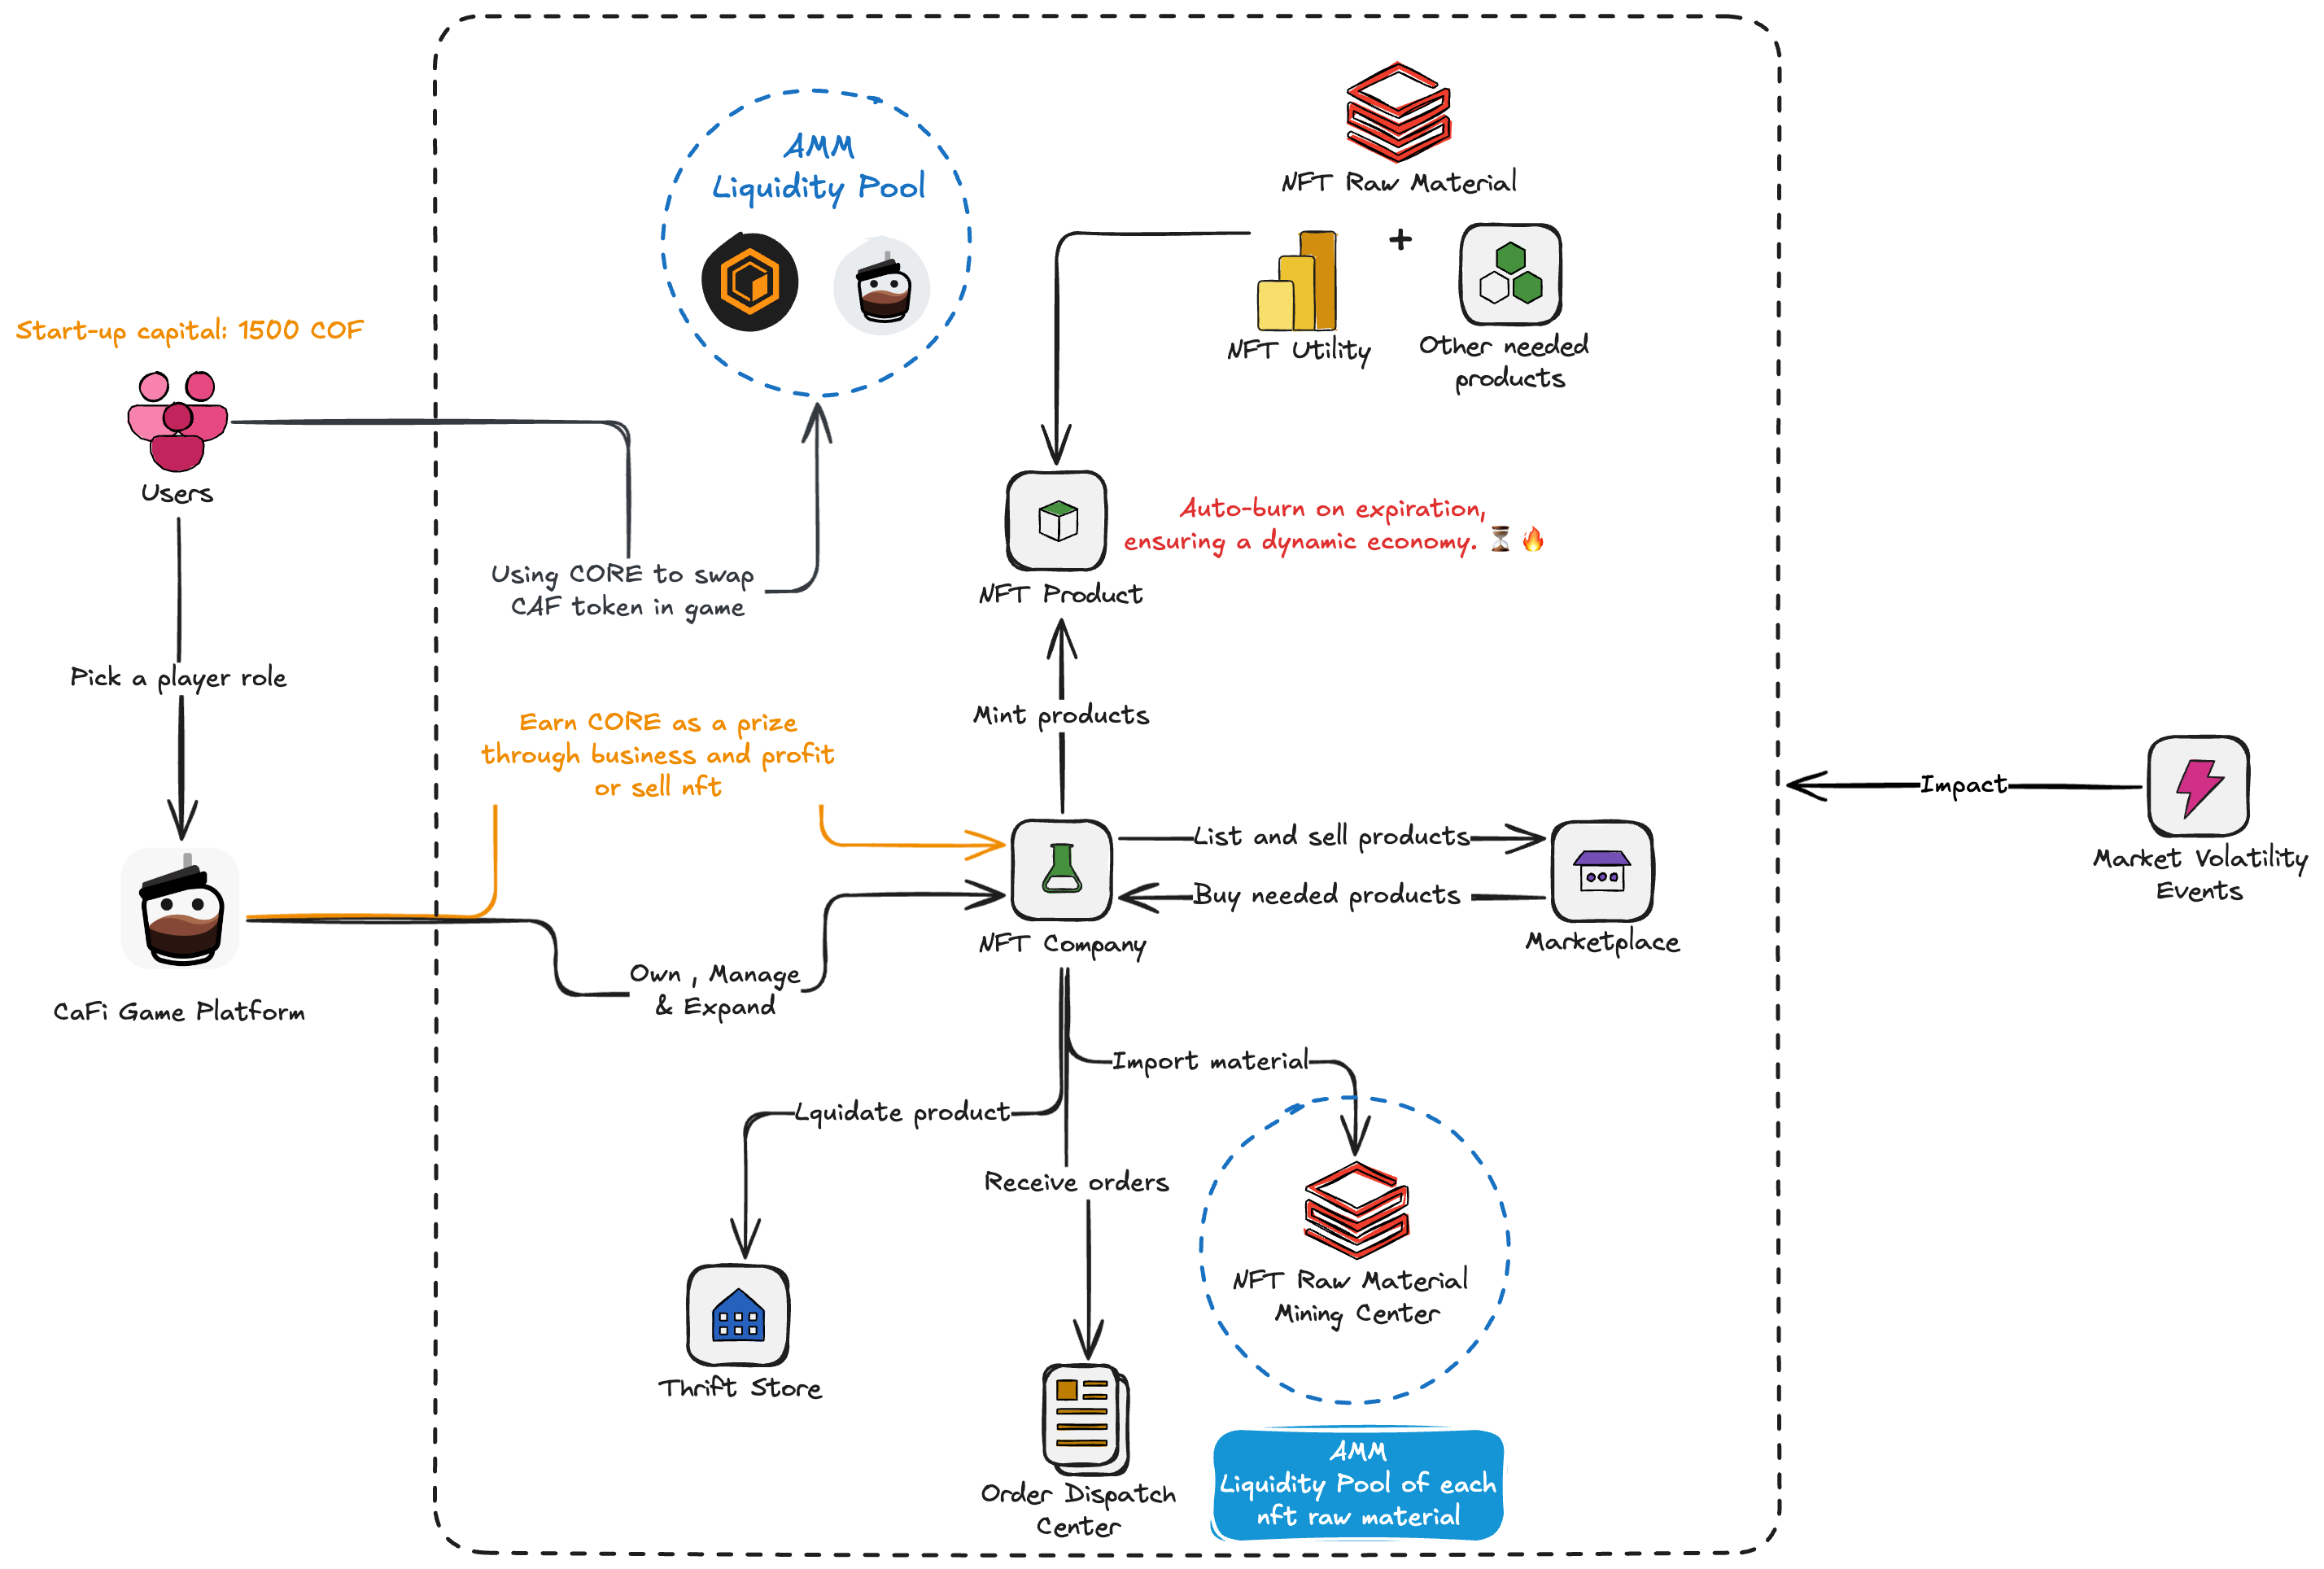 AMM
Liquidity Pool
NFT Raw Material
+
NFT Utility
Other needed
products
Start-up capital: 1500 COF
Users
Using CORE to swap
CAF token in game
NFT Product
Auto-burn on expiration,
ensuring a dynamic economy. ⏳ 🔥
Pick a player role
Mint products
Earn CORE as a prize
through business and profit
or sell nft
List and sell products
Buy needed products
Impact
Market Volatility
Events
NFT Company
Marketplace
CaFi Game Platform
Own , Manage
& Expand
Import material
Lquidate product
Receive orders
NFT Raw Material
Mining Center
Thrift Store
Order Dispatch
Center
AMM
Liquidity Pool of each
nft raw material